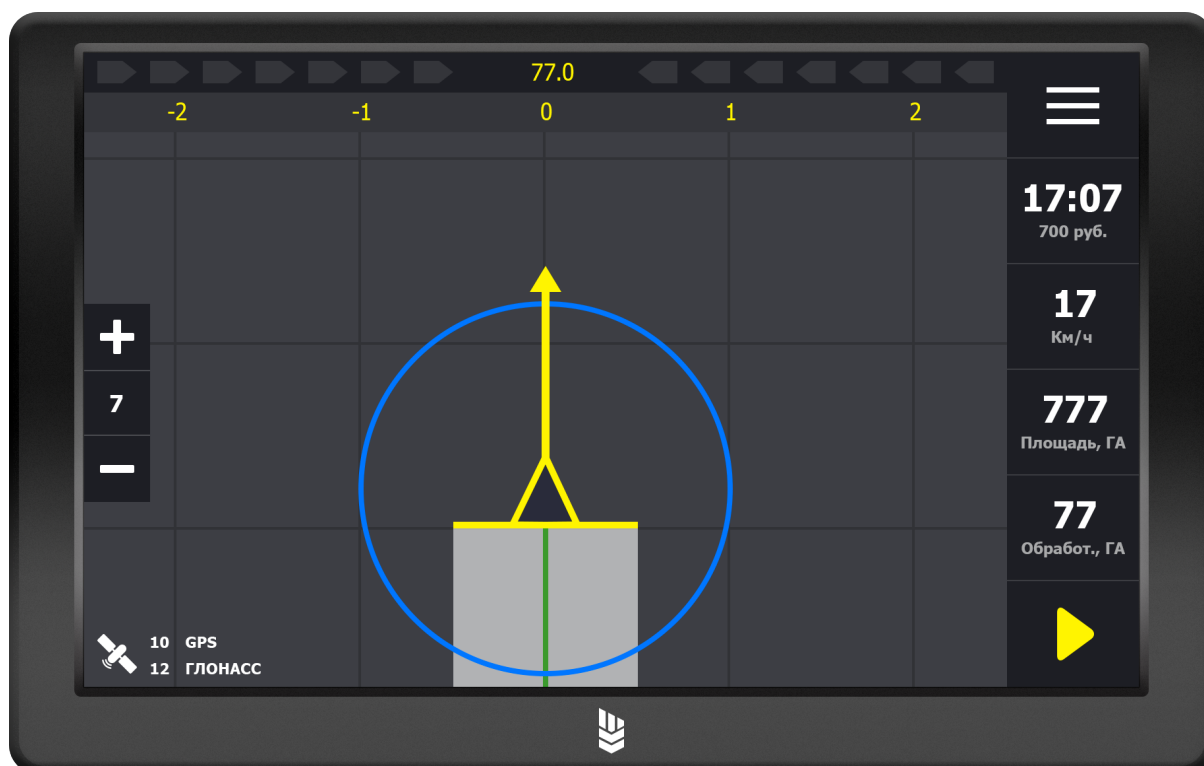 77.0
-2 -1 0 1 2
17:07
700 руб.
17
Км/ч
7
777
Площадь, ГА
77
Обработ., ГА
10 GPS
12 ГЛОНАСС